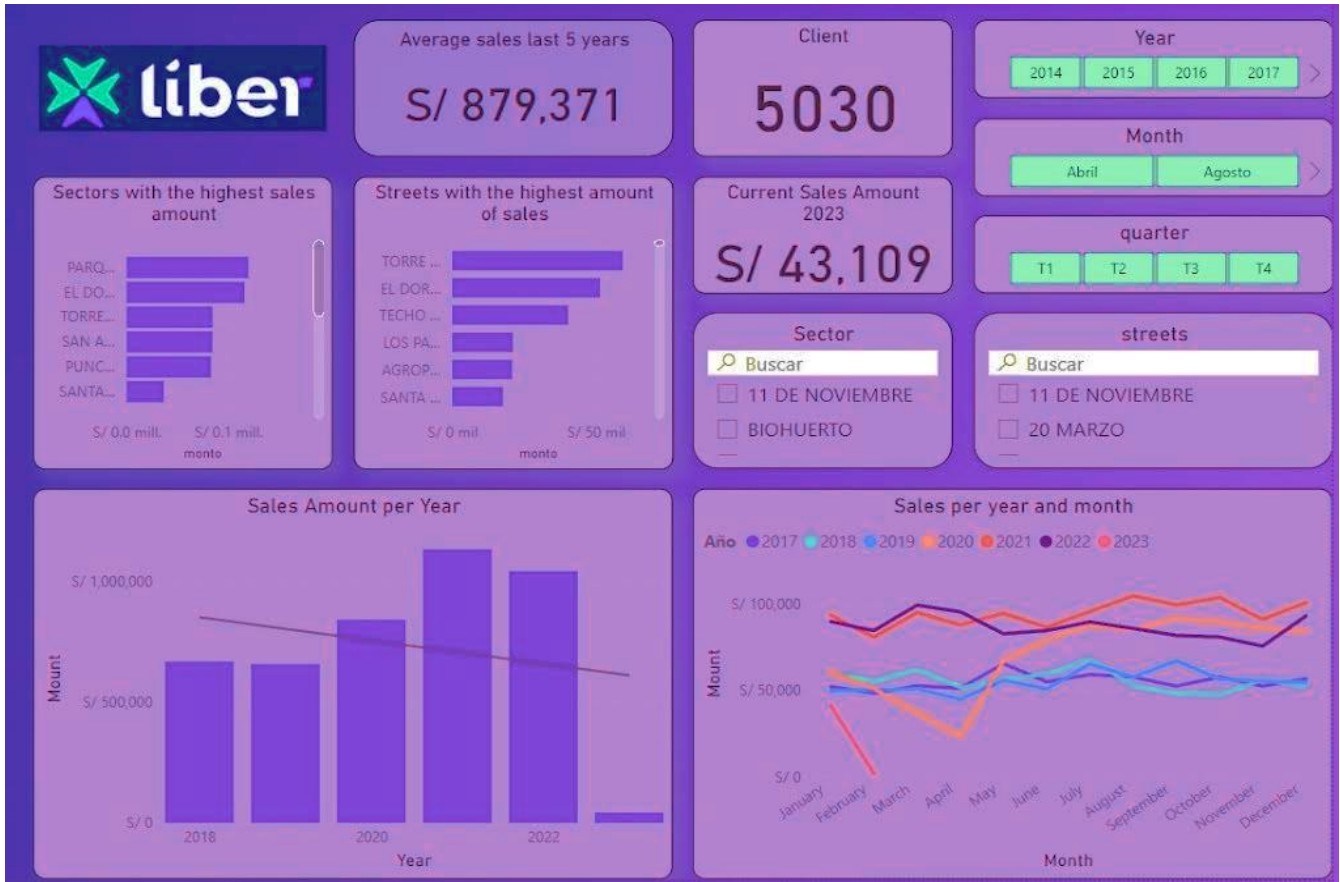 líber
Average sales last 5 years
S/ 879,371
Client
5030
Year
2014 2015 2016 2017
Month
Abril Agosto
quarter
T1 T2 T3 T4
Sectors with the highest sales
amount
PARQ...
EL DO...
TORRE...
SAN A...
PUNC...
SANTA...
S/ 0.0 mill. S/ 0.1 mill.
monto
Streets with the highest amount
of sales
TORRE ...
EL DOR...
TECHO ...
LOS PA...
AGROP...
SANTA ...
S/ 0 mil S/ 50 mil
monto
Current Sales Amount
2023
S/ 43,109
Sector
Buscar
11 DE NOVIEMBRE
BIOHUERTO
streets
Buscar
11 DE NOVIEMBRE
20 MARZO
Sales Amount per Year
Mount
S/ 1,000,000
S/ 500,000
S/ 0
2018 2020 2022
Year
Sales per year and month
Año 2017 2018 2019 2020 2021 2022 2023
Mount
S/ 100,000
S/ 50,000
S/ 0
January February March April May June July August September October November December
Month